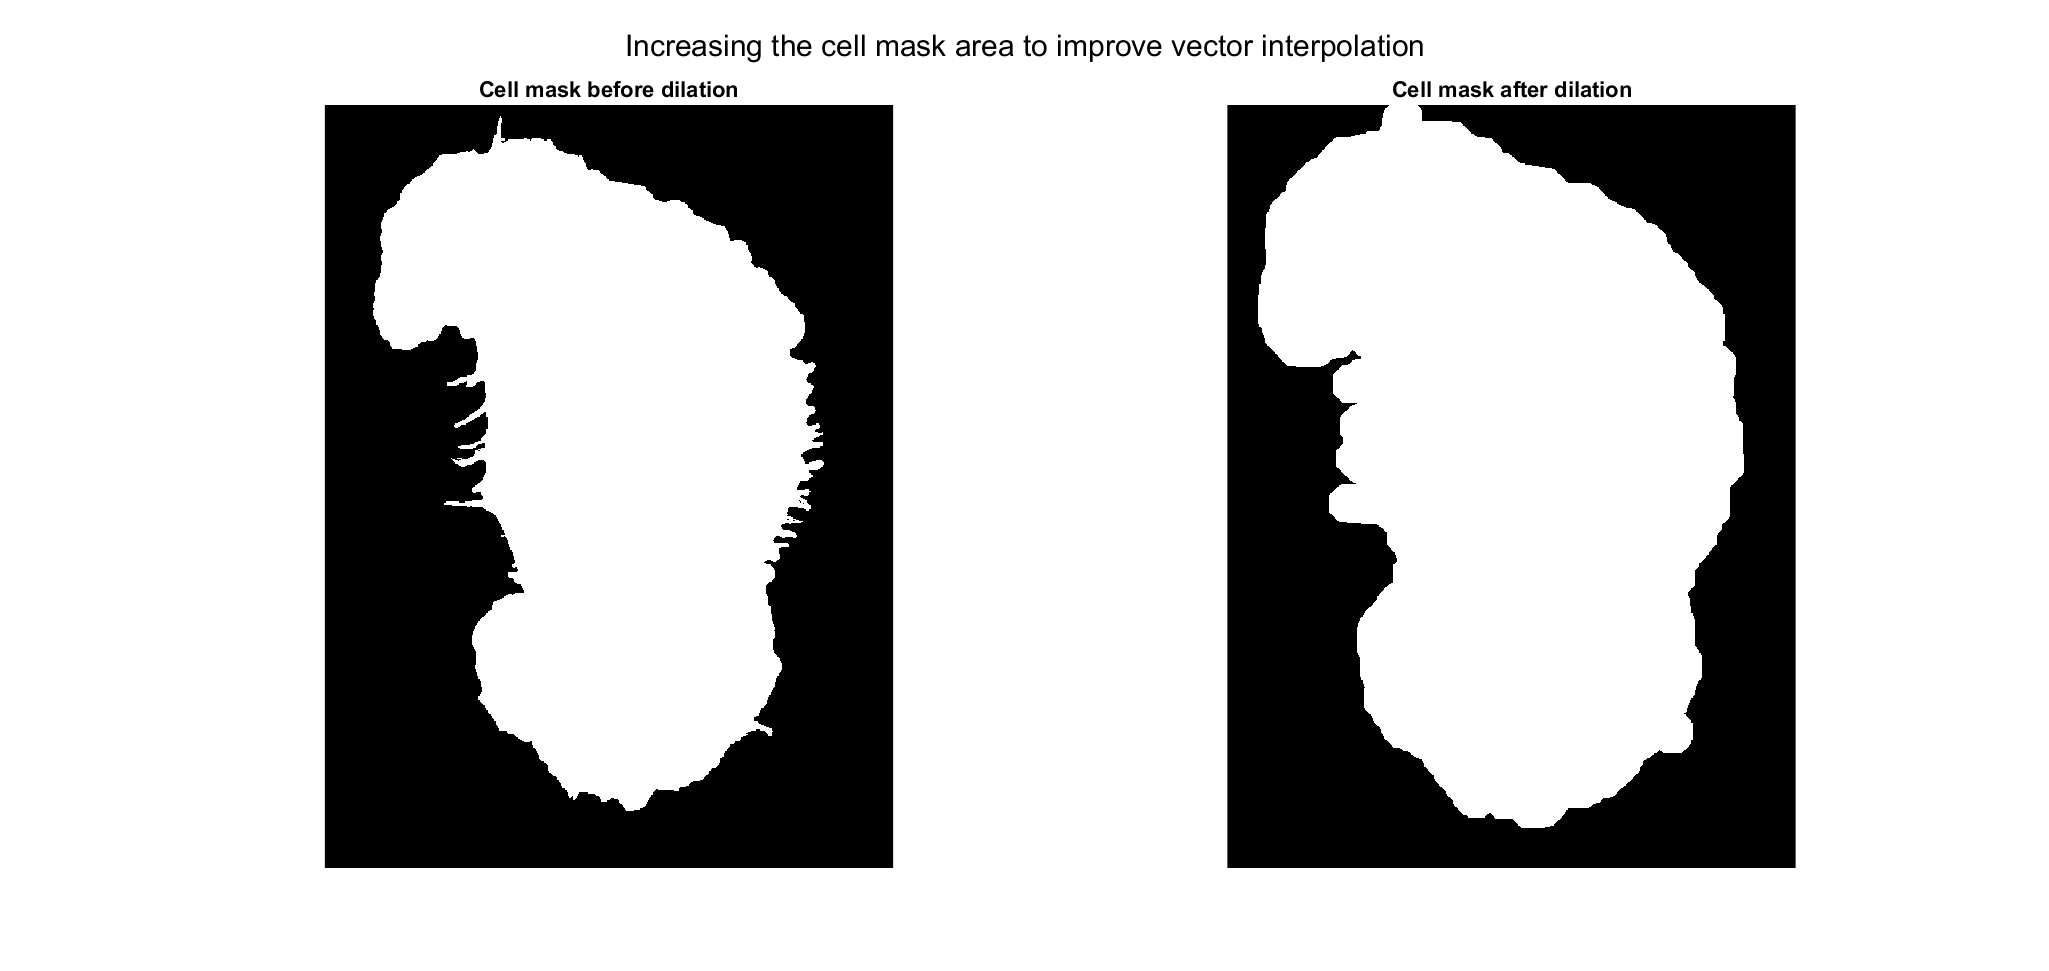 Increasing the cell mask area to improve vector interpolation
Cell mask before dilation
Cell mask after dilation